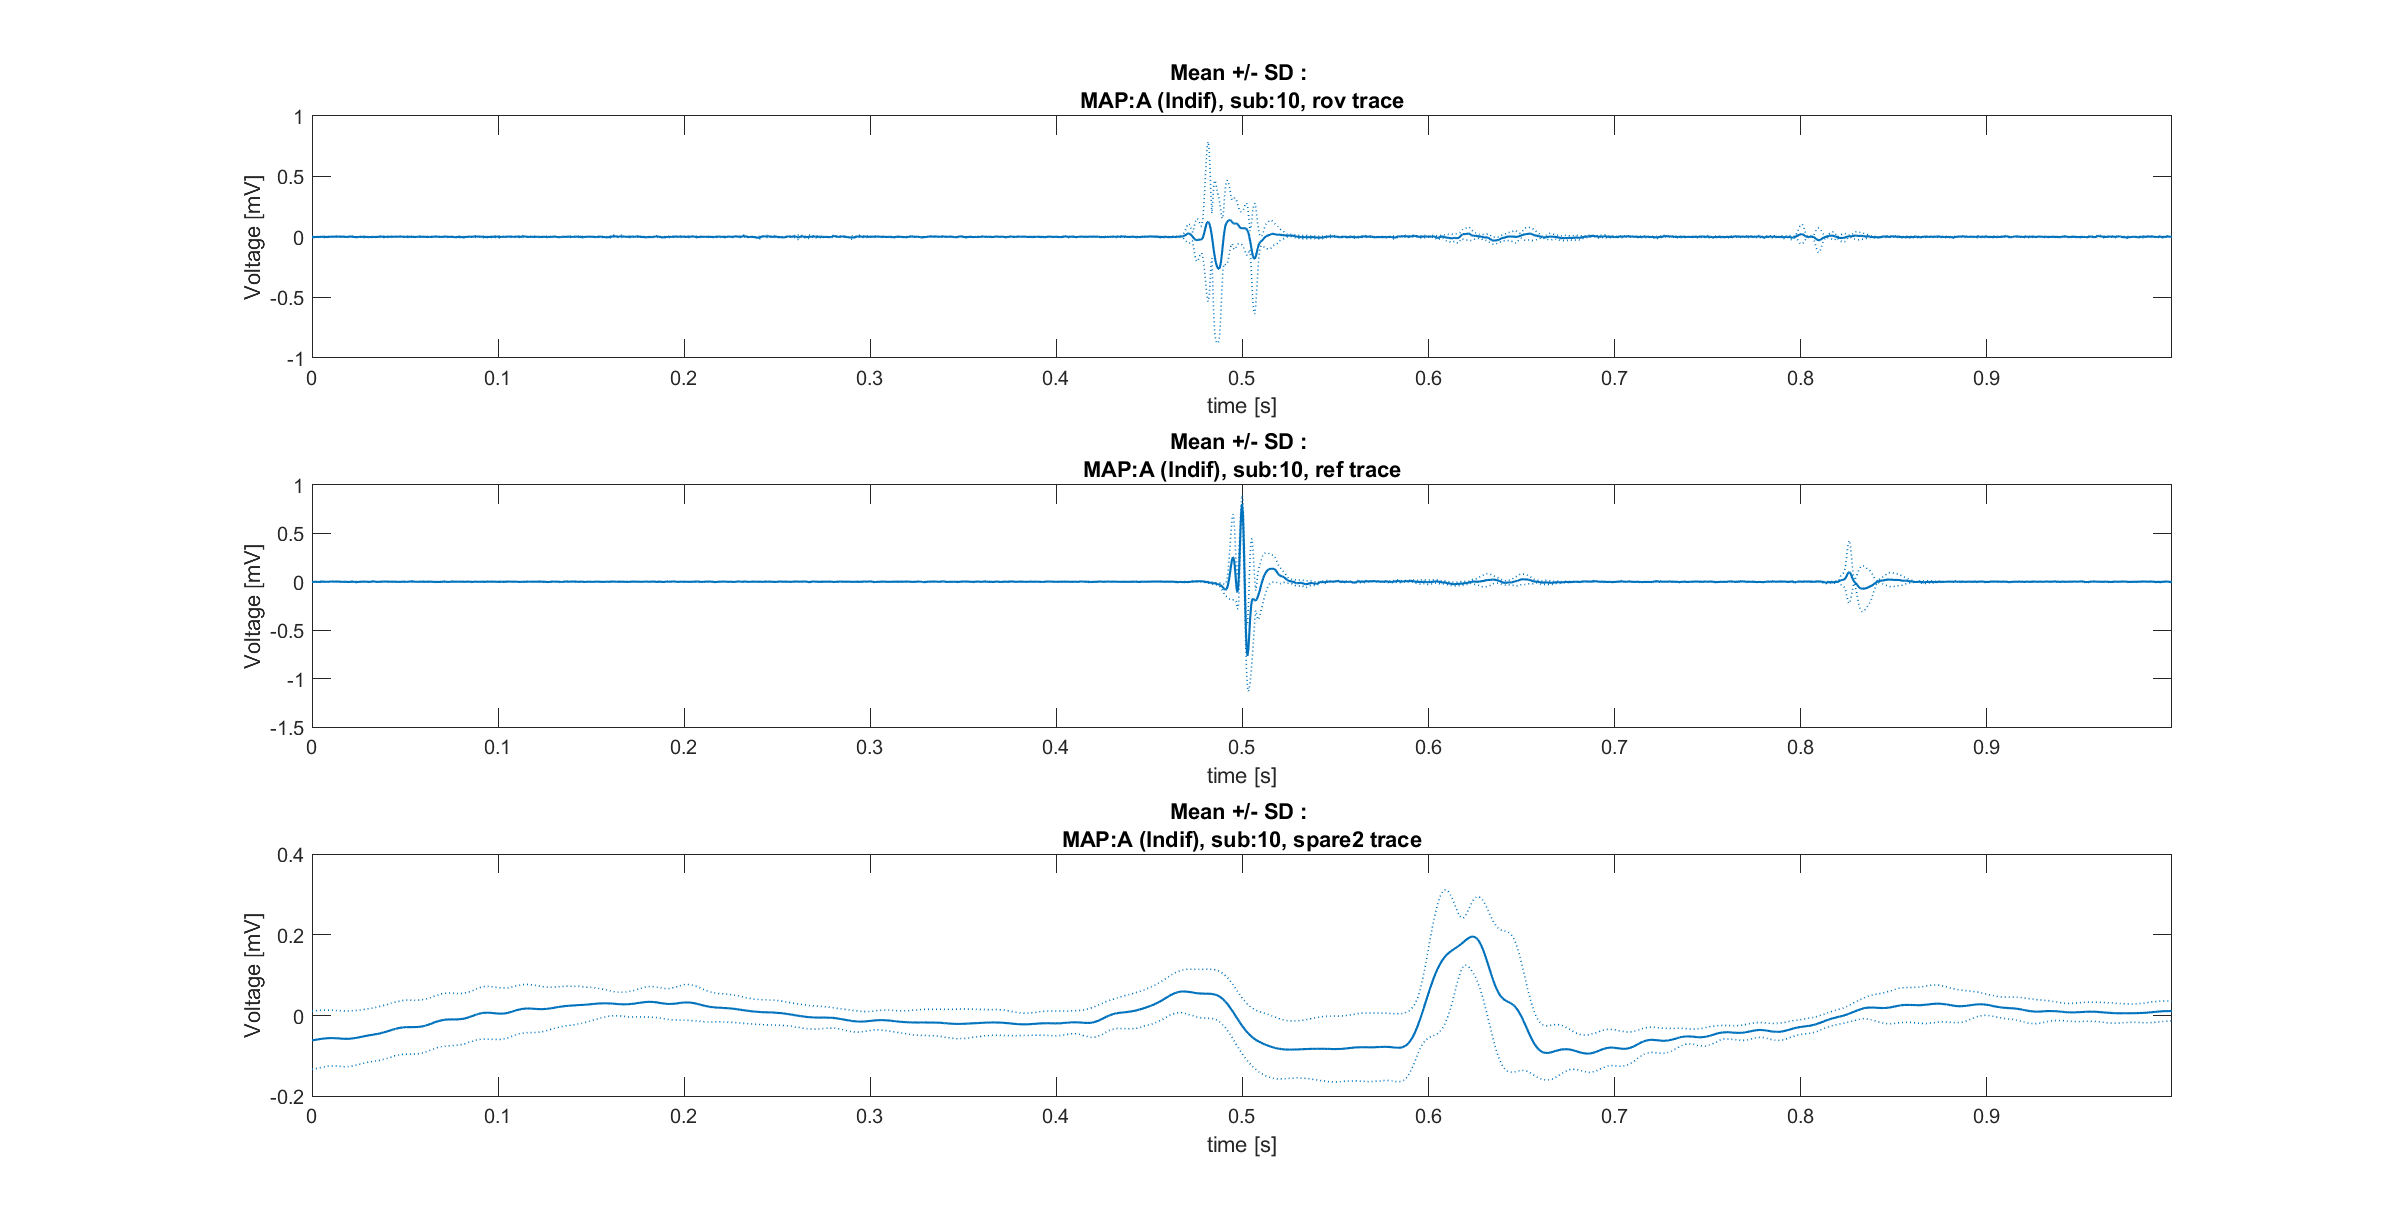 Mean +/- SD :
MAP:A (Indif), sub:10, rov trace
1
0.5
0
-0.5
-1
Voltage [mV]
0 0.1 0.2 0.3 0.4 0.5 0.6 0.7 0.8 0.9
time [s]
Mean +/- SD :
MAP:A (Indif), sub:10, ref trace
1
0.5
0
-0.5
-1
-1.5
Voltage [mV]
0 0.1 0.2 0.3 0.4 0.5 0.6 0.7 0.8 0.9
time [s]
Mean +/- SD :
MAP:A (Indif), sub:10, spare2 trace
0.4
0.2
0
-0.2
Voltage [mV]
0 0.1 0.2 0.3 0.4 0.5 0.6 0.7 0.8 0.9
time [s]